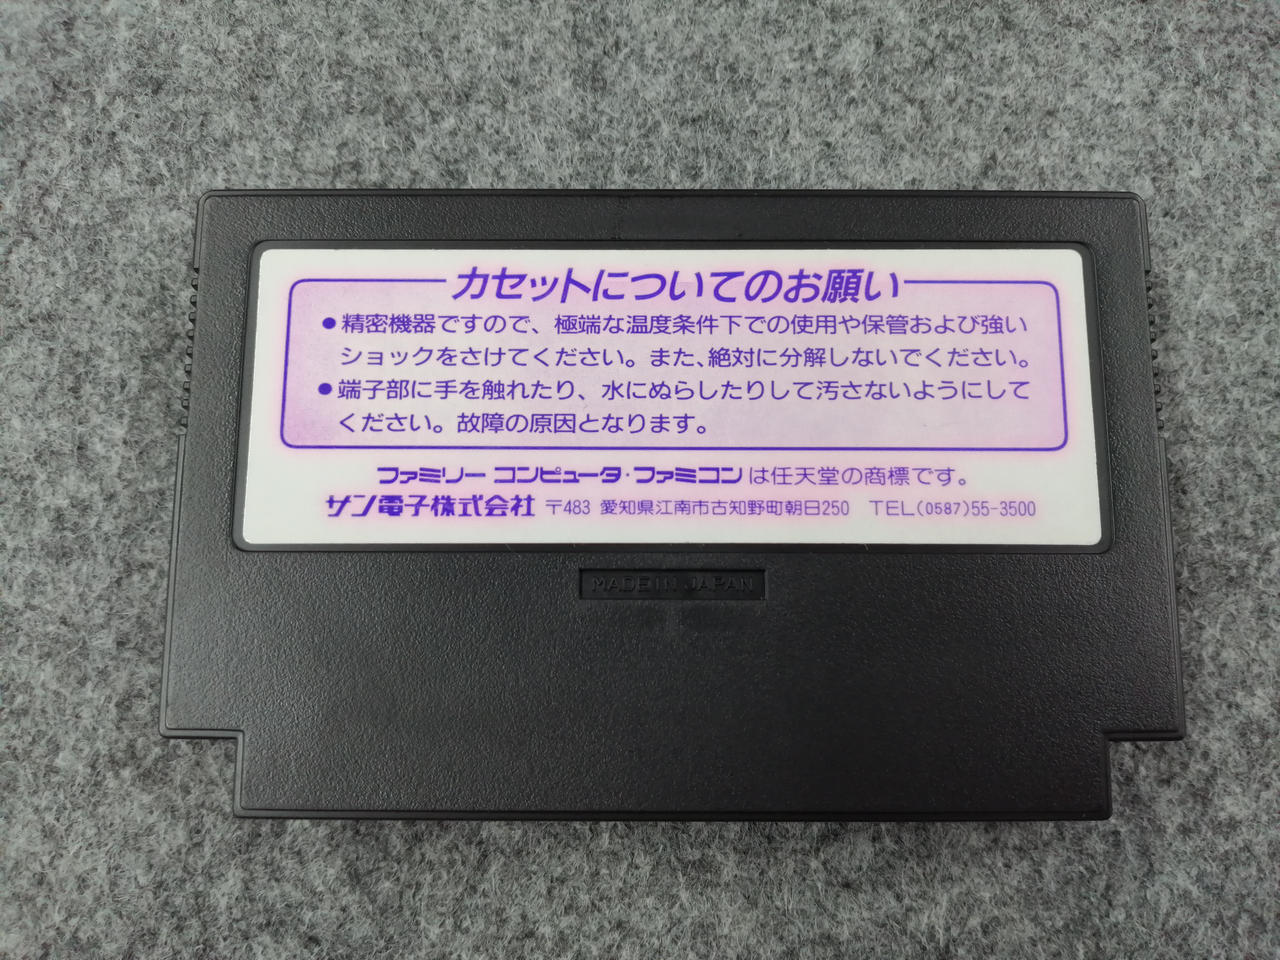 カセットについてのお願い
●精密機器ですので、極端な温度条件下での使用や保管および強い
ショックをさけてください。また、絶対に分解しないでください。
●端子部に手を触れたり、水にぬらしたりして汚さないようにして
ください。故障の原因となります。
ファミリー コンピュータ・ファミコンは任天堂の商標です。
サン電子株式会社 〒483 愛知県江南市古知野町朝日250 TEL(0587)55-3500
MADE IN JAPAN